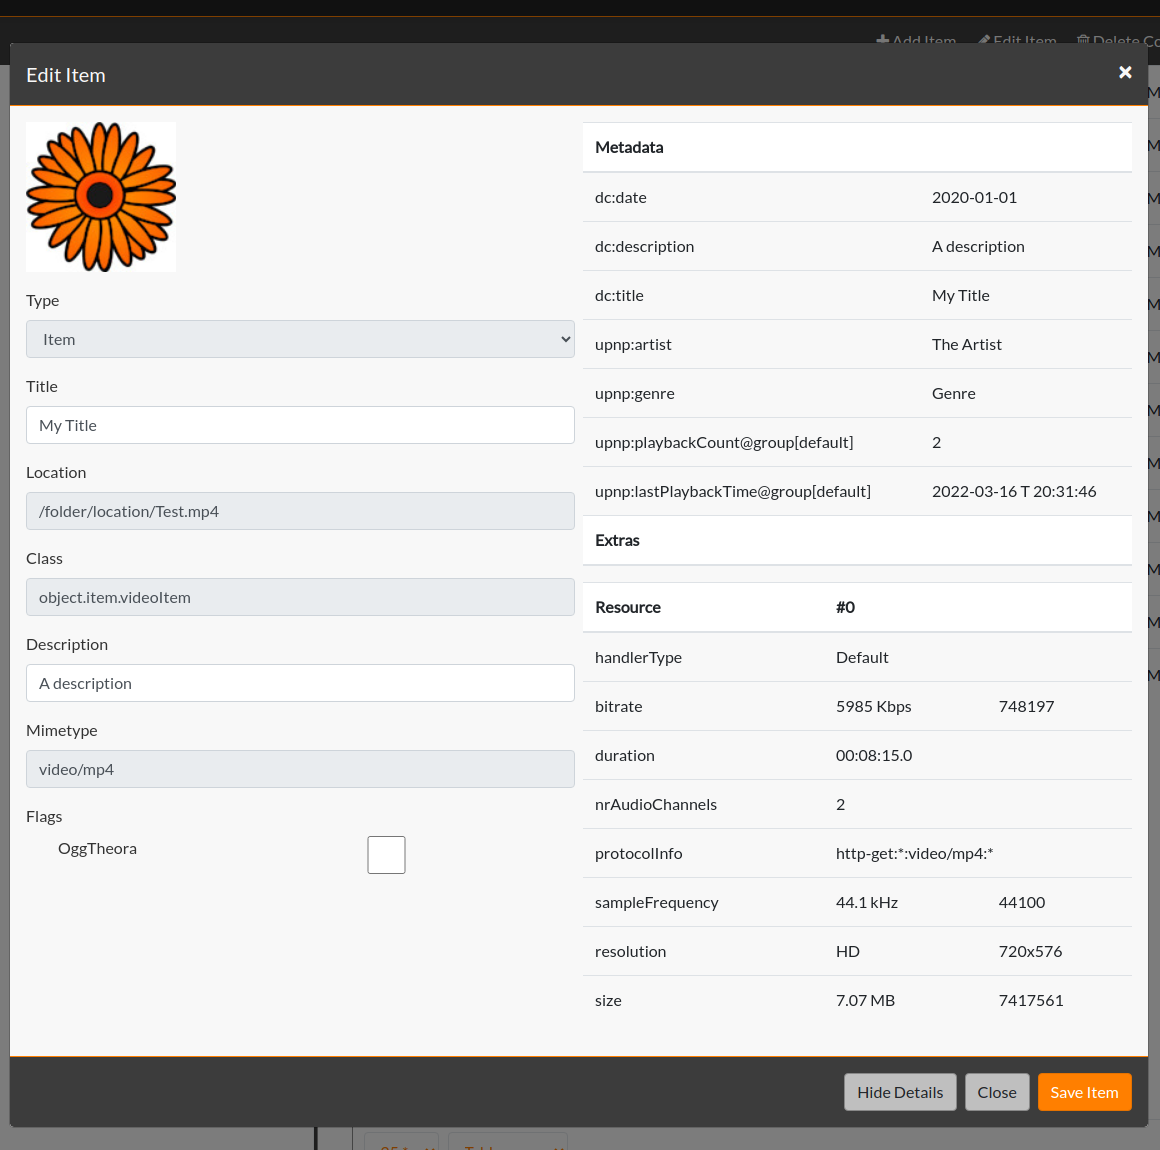 Add Item Edit Item Delete Co
Edit Item ×
Type
Item
Title
My Title
Location
/folder/location/Test.mp4
Class
object.item.videoItem
Description
A description
Mimetype
video/mp4
Flags
OggTheora
Metadata
dc:date 2020-01-01
dc:description A description
dc:title My Title
upnp:artist The Artist
upnp:genre Genre
upnp:playbackCount@group[default] 2
upnp:lastPlaybackTime@group[default] 2022-03-16 T 20:31:46
Extras
Resource #0
handlerType Default
bitrate 5985 Kbps 748197
duration 00:08:15.0
nrAudioChannels 2
protocolInfo http-get:*:video/mp4:*
sampleFrequency 44.1 kHz 44100
resolution HD 720x576
size 7.07 MB 7417561
Hide Details Close Save Item